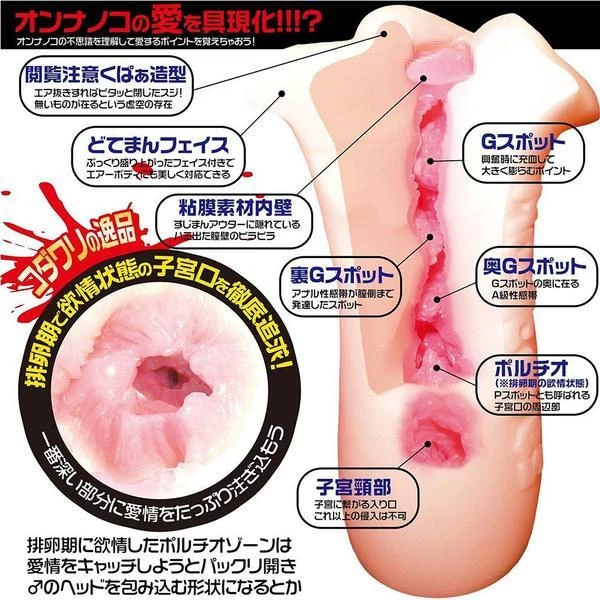 オンナノコの愛を具現化!!!?
オンナノコの不思議を理解して愛するポイントを覚えちゃおう!
閲覧注意くぱぁ造型
エア抜きすればピタッと閉じたスジ!
無いものが在るという虚空の存在
どてまんフェイス
ぷっくり盛り上がったフェイス付きで
エアーボディにも美しく対応できる
粘膜素材内壁
すじまんアウターに隠れている
ハミ出た膣壁のビラビラ
Gスポット
興奮時に充血して
大きく膨らむポイント
コダワリの逸品
排卵期で欲情状態の子宮口を徹底追求!
一番深い部分に愛情をたっぷり注ぎ込もう
裏Gスポット
アナル性感帯が膣側まで
発達したスポット
奥Gスポット
Gスポットの奥に在る
A級性感帯
ポルチオ
(※排卵期の欲情状態)
Pスポットとも呼ばれる
子宮口の周辺部
子宮頸部
子宮に繋がる入り口
これ以上の侵入は不可
排卵期に欲情したポルチオゾーンは
愛情をキャッチしようとパックリ開き
♂のヘッドを包み込む形状になるとか